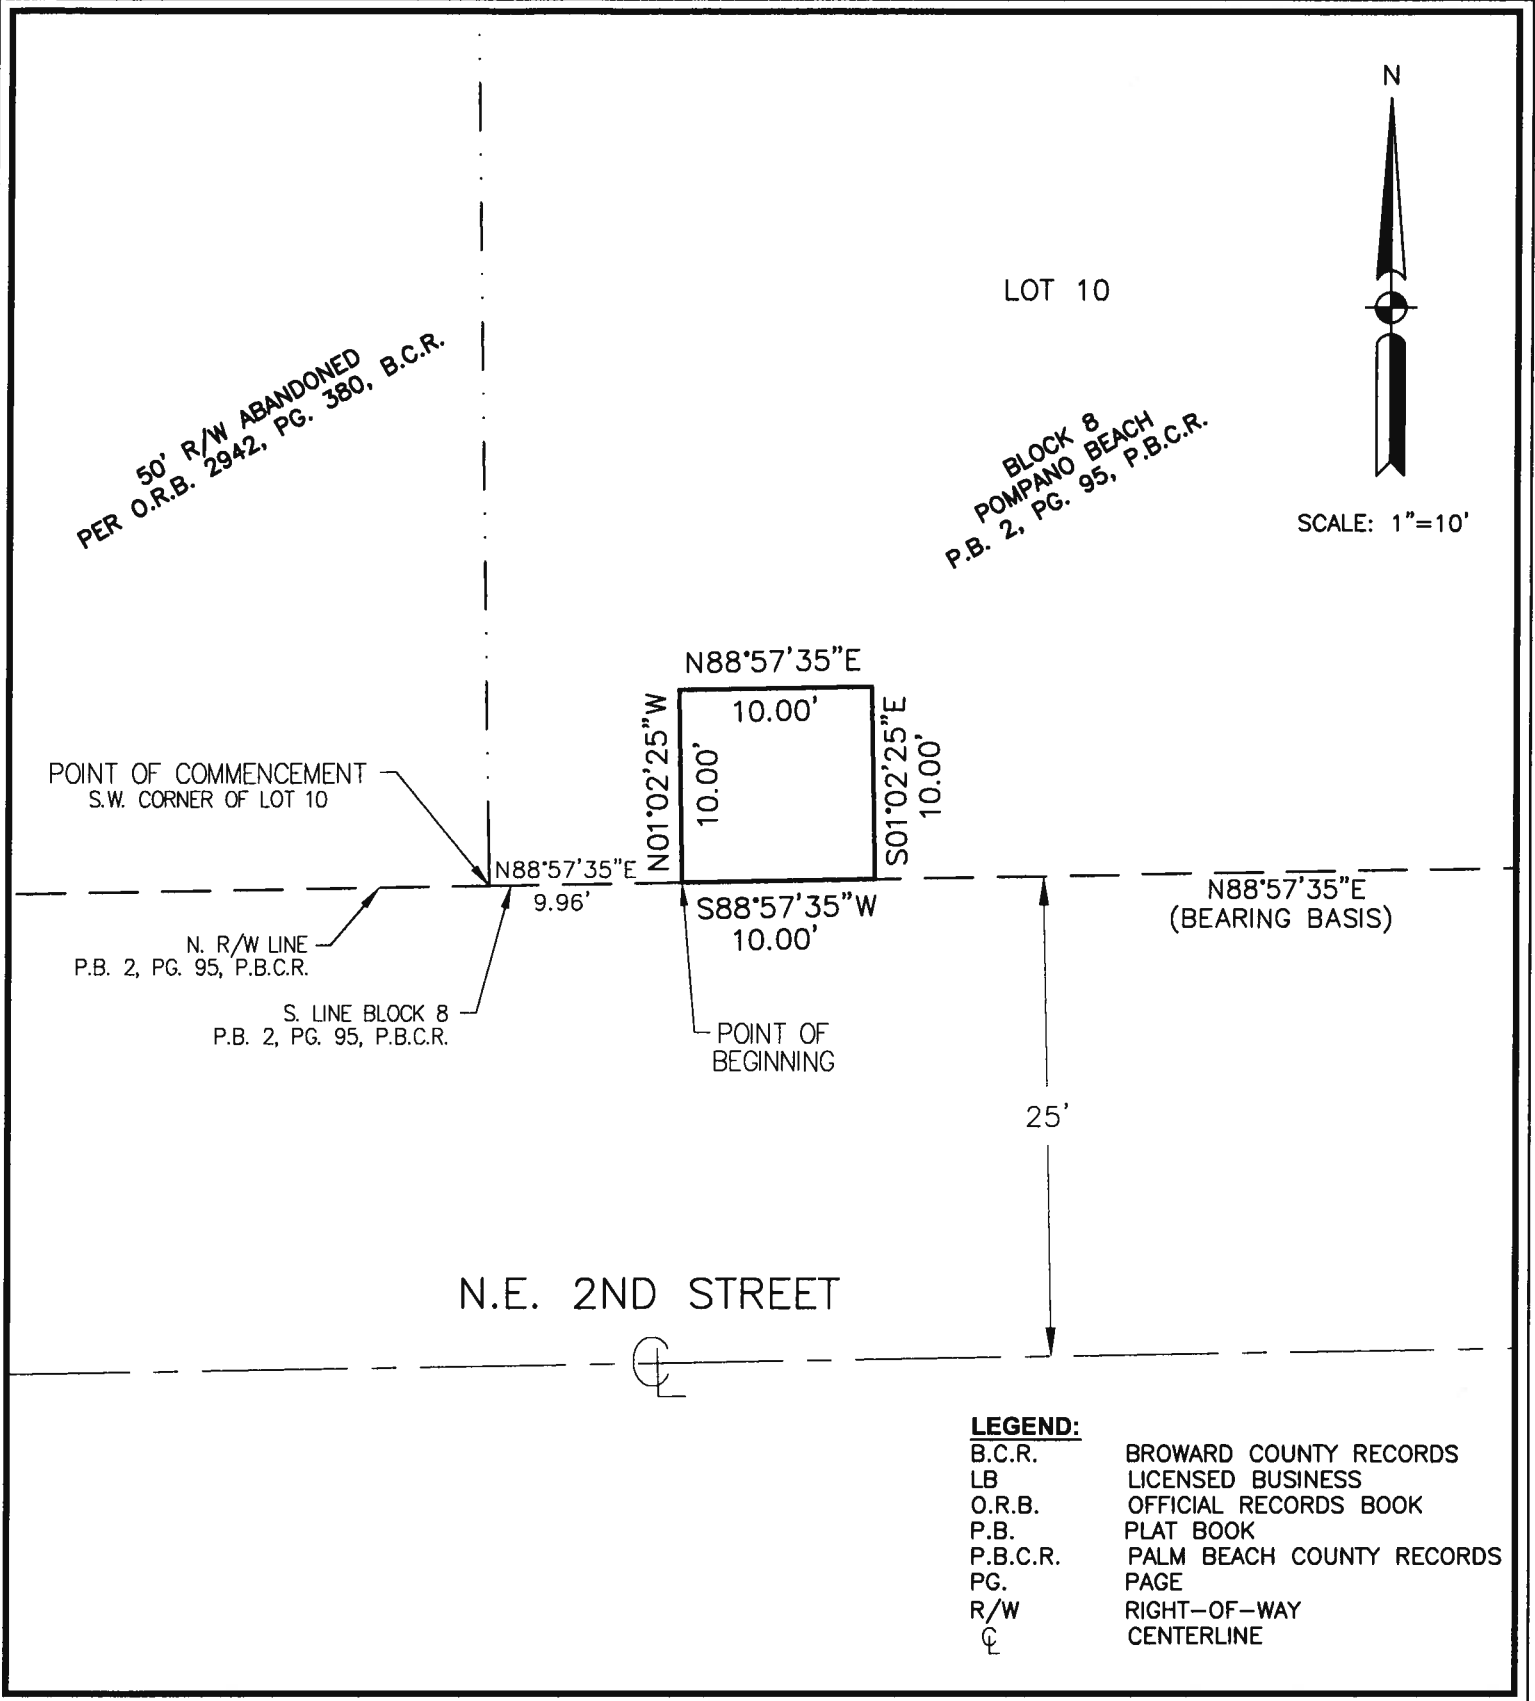 N
LOT 10
50' R/W ABANDONED
PER O.R.B. 2942, PG. 380, B.C.R.
BLOCK 8
POMPANO BEACH
P.B. 2, PG. 95, P.B.C.R.
SCALE: 1"=10'
N88°57'35"E
10.00'
N01°02'25"W
10.00'
S01°02'25"E
10.00'
POINT OF COMMENCEMENT
S.W. CORNER OF LOT 10
N88°57'35"E
9.96'
S88°57'35"W
10.00'
N88°57'35"E
(BEARING BASIS)
N. R/W LINE
P.B. 2, PG. 95, P.B.C.R.
S. LINE BLOCK 8
P.B. 2, PG. 95, P.B.C.R.
POINT OF
BEGINNING
25'
N.E. 2ND STREET
℄
LEGEND:
B.C.R. BROWARD COUNTY RECORDS
LB LICENSED BUSINESS
O.R.B. OFFICIAL RECORDS BOOK
P.B. PLAT BOOK
P.B.C.R. PALM BEACH COUNTY RECORDS
PG. PAGE
R/W RIGHT-OF-WAY
℄ CENTERLINE